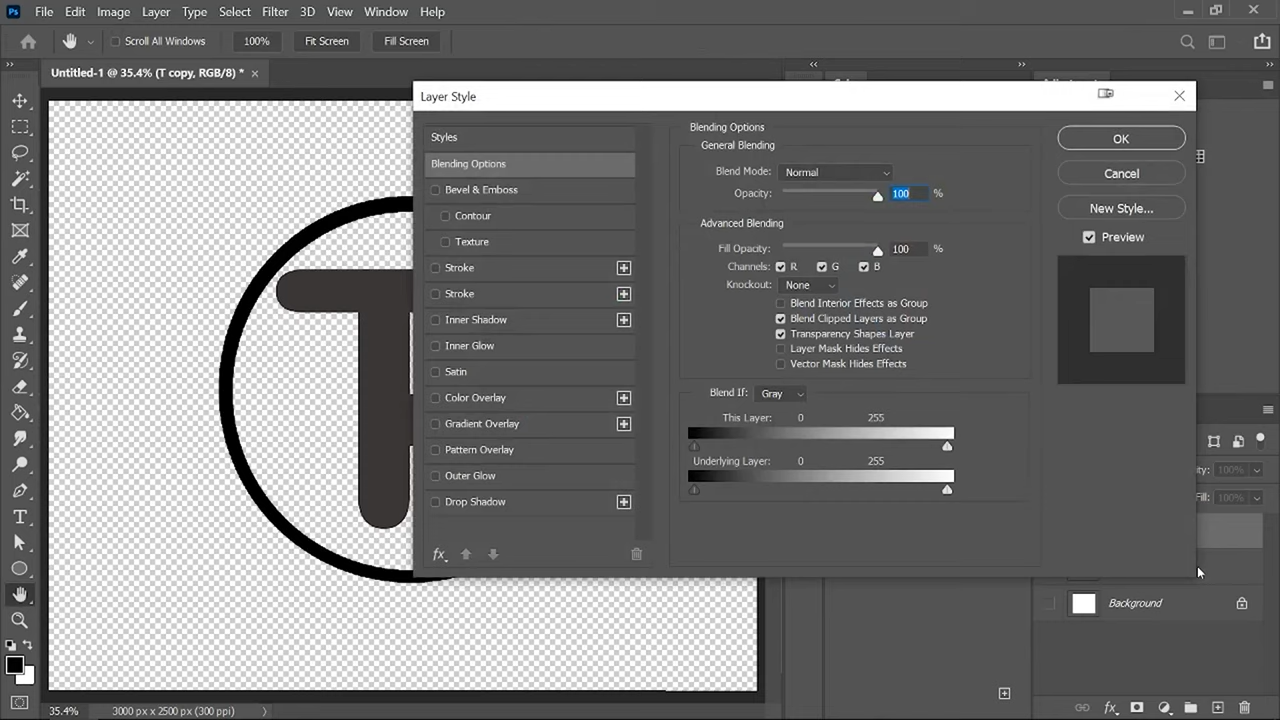 Ps File Edit Image Layer Type Select Filter 3D View Window Help
Scroll All Windows 100% Fit Screen Fill Screen
Untitled-1 @ 35.4% (T copy, RGB/8) *
Layer Style
Styles
Blending Options
Bevel & Emboss
Contour
Texture
Stroke
Stroke
Inner Shadow
Inner Glow
Satin
Color Overlay
Gradient Overlay
Pattern Overlay
Outer Glow
Drop Shadow
fx
Blending Options
General Blending
Blend Mode: Normal
Opacity: 100 %
Advanced Blending
Fill Opacity: 100 %
Channels: R G B
Knockout: None
Blend Interior Effects as Group
Blend Clipped Layers as Group
Transparency Shapes Layer
Layer Mask Hides Effects
Vector Mask Hides Effects
Blend If: Gray
This Layer: 0 255
Underlying Layer: 0 255
OK
Cancel
New Style...
Preview
100%
Fill: 100%
Background
fx
T
35.4% 3000 px x 2500 px (300 ppi)